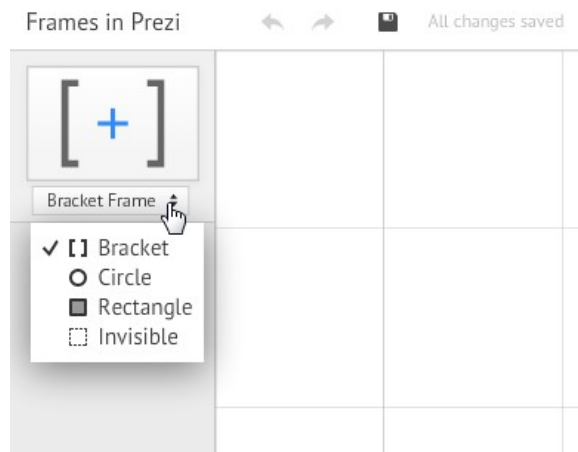 Frames in Prezi All changes saved
Bracket Frame
Bracket
Circle
Rectangle
Invisible